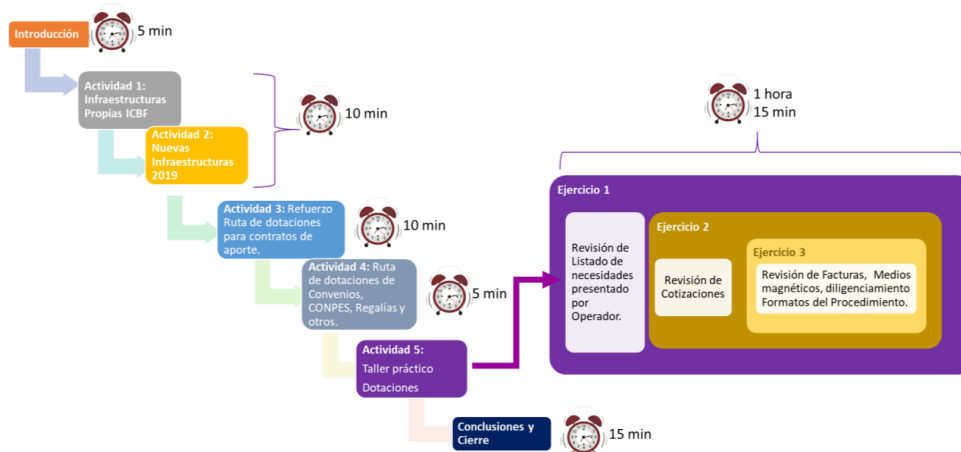 Introducción
5 min
Actividad 1:
Infraestructuras
Propias ICBF
Actividad 2:
Nuevas
Infraestructuras
2019
10 min
Actividad 3: Refuerzo
Ruta de dotaciones
para contratos de
aporte.
10 min
Actividad 4: Ruta
de dotaciones de
Convenios,
CONPES, Regalías y
otros.
5 min
Actividad 5:
Taller práctico
Dotaciones
1 hora
15 min
Ejercicio 1
Revisión de
Listado de
necesidades
presentado
por
Operador.
Ejercicio 2
Revisión de
Cotizaciones
Ejercicio 3
Revisión de Facturas, Medios
magnéticos, diligenciamiento
Formatos del Procedimiento.
Conclusiones y
Cierre
15 min